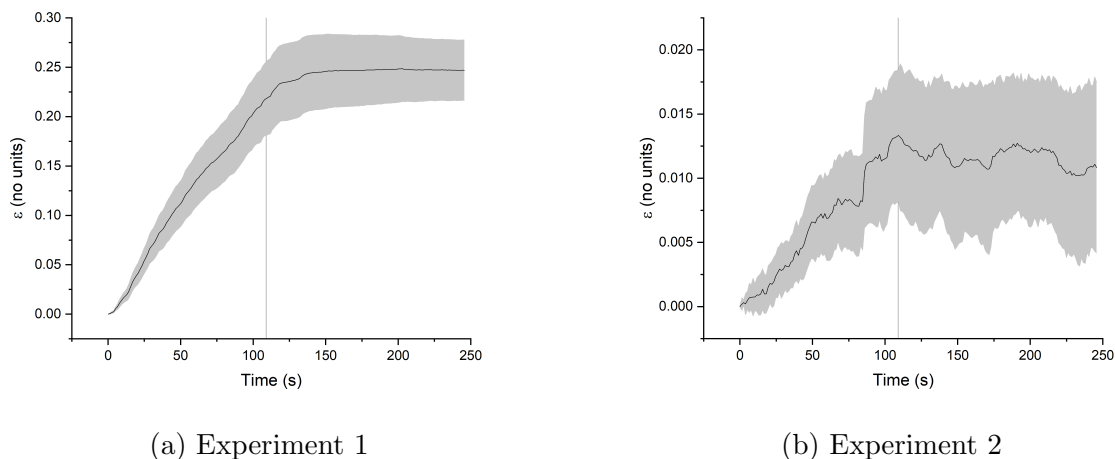 0.30
0.25
0.20
0.15
0.10
0.05
0.00
ε (no units)
0 50 100 150 200 250
Time (s)
(a) Experiment 1
0.020
0.015
0.010
0.005
0.000
ε (no units)
0 50 100 150 200 250
Time (s)
(b) Experiment 2